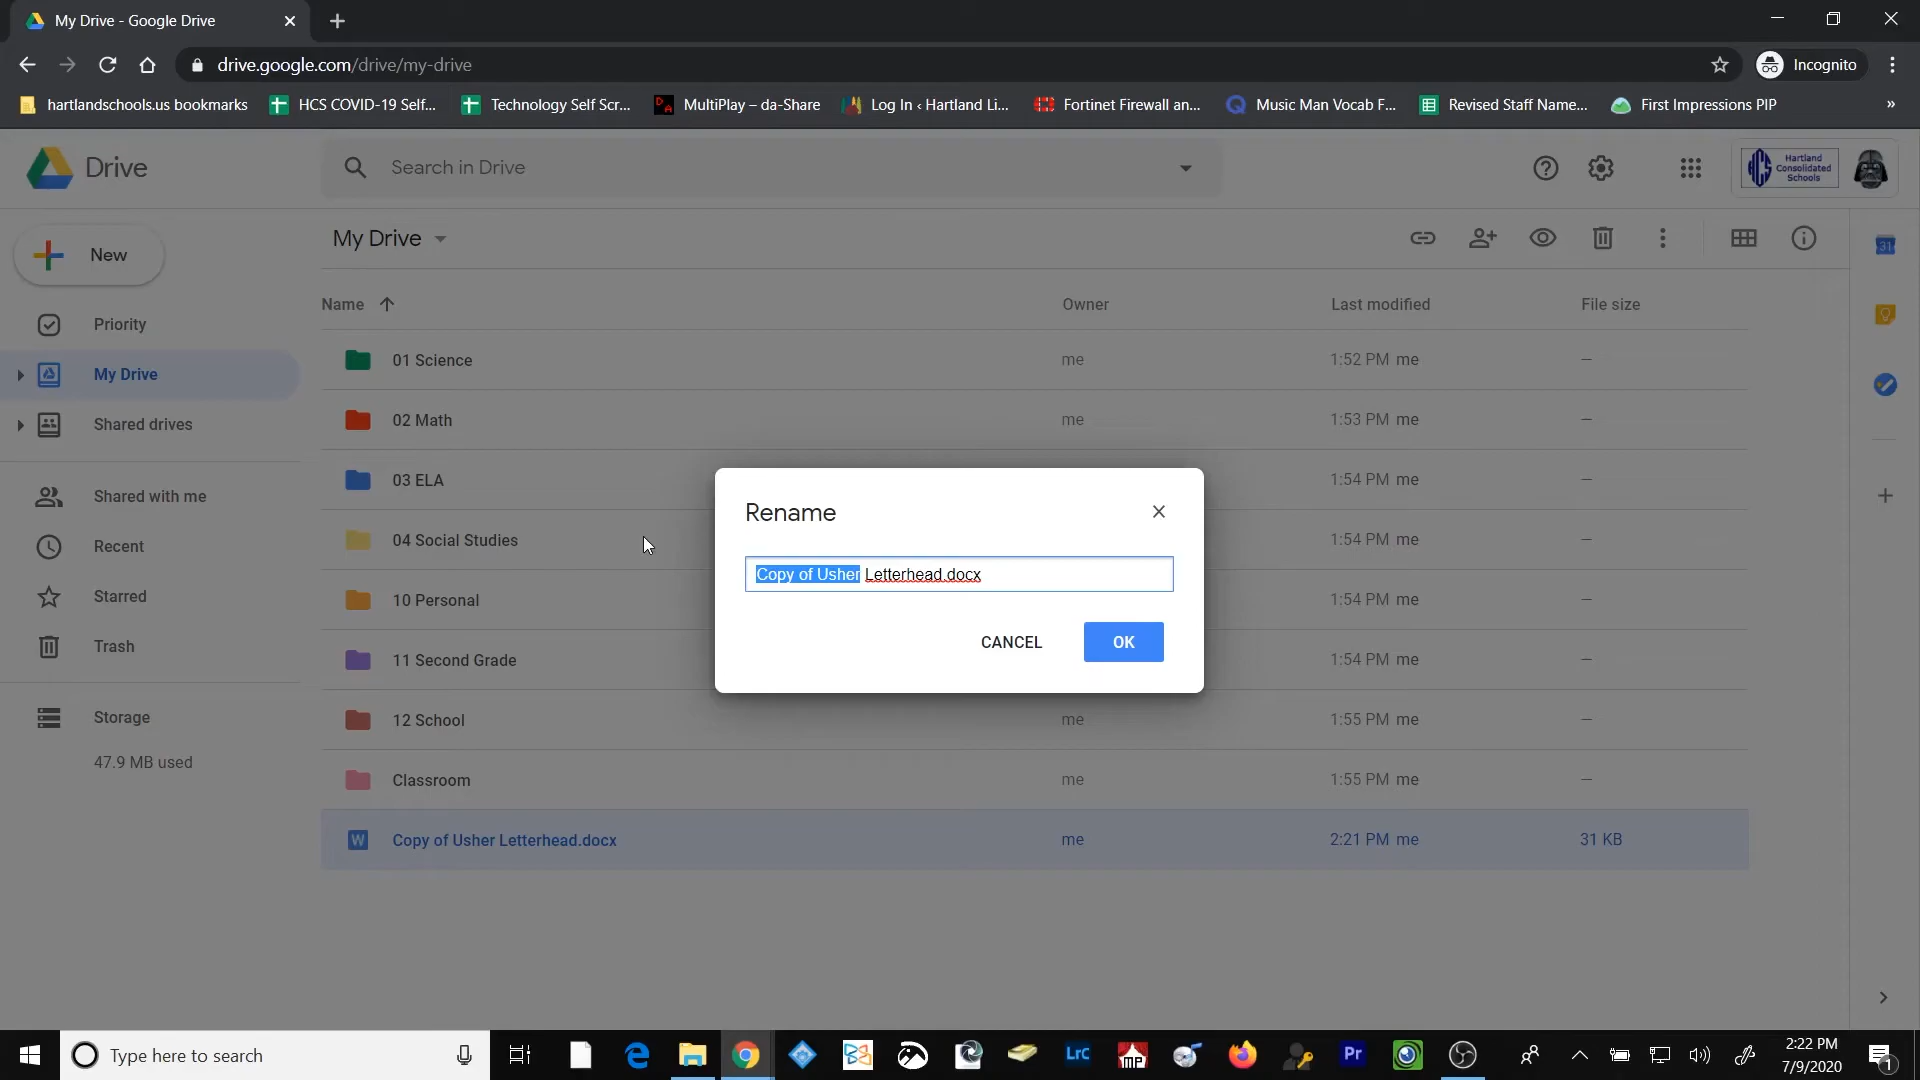 My Drive - Google Drive
drive.google.com/drive/my-drive
Incognito
hartlandschools.us bookmarks
HCS COVID-19 Self...
Technology Self Scr...
MultiPlay – da-Share
Log In ‹ Hartland Li...
Fortinet Firewall an...
Music Man Vocab F...
Revised Staff Name...
First Impressions PIP
»
Drive
Search in Drive
HCS Hartland
Consolidated
Schools
New
My Drive
31
Name
Owner
Last modified
File size
Priority
My Drive
Shared drives
Shared with me
Recent
Starred
Trash
Storage
47.9 MB used
01 Science me 1:52 PM me –
02 Math me 1:53 PM me –
03 ELA 1:54 PM me –
04 Social Studies 1:54 PM me –
10 Personal 1:54 PM me –
11 Second Grade 1:54 PM me –
12 School me 1:55 PM me –
Classroom me 1:55 PM me –
W Copy of Usher Letterhead.docx me 2:21 PM me 31 KB
Rename
Copy of Usher Letterhead.docx
CANCEL
OK
Type here to search
LrC
MP
Pr
2:22 PM
7/9/2020
1